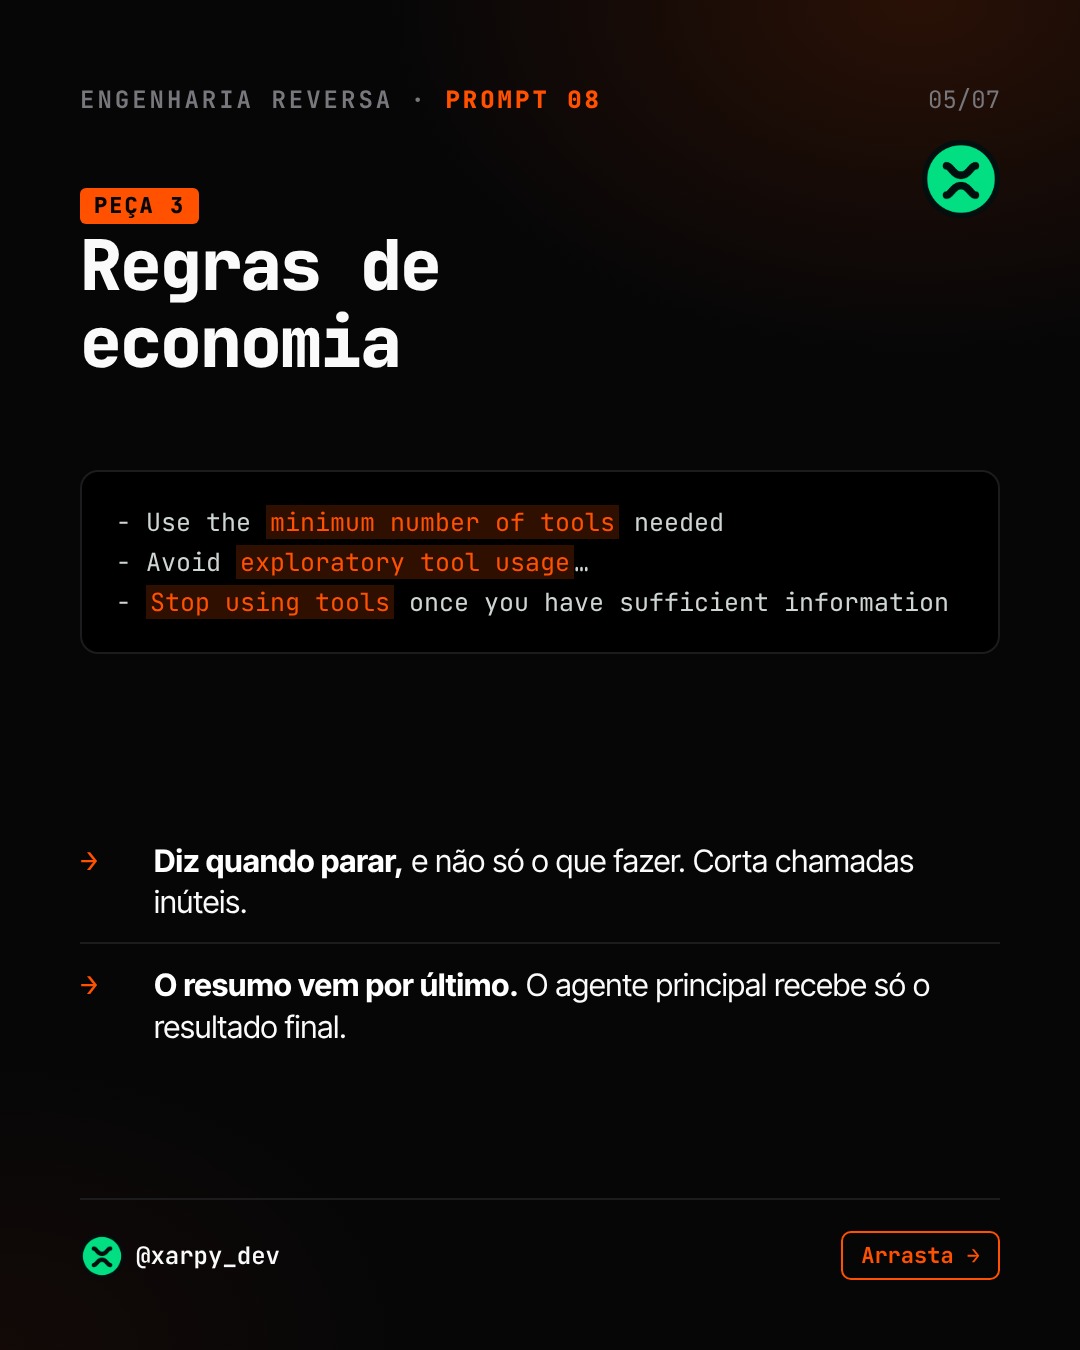 ENGENHARIA REVERSA · PROMPT 08
05/07
PEÇA 3
Regras de
economia
- Use the minimum number of tools needed
- Avoid exploratory tool usage…
- Stop using tools once you have sufficient information
→ Diz quando parar, e não só o que fazer. Corta chamadas
inúteis.
→ O resumo vem por último. O agente principal recebe só o
resultado final.
@xarpy_dev
Arrasta →